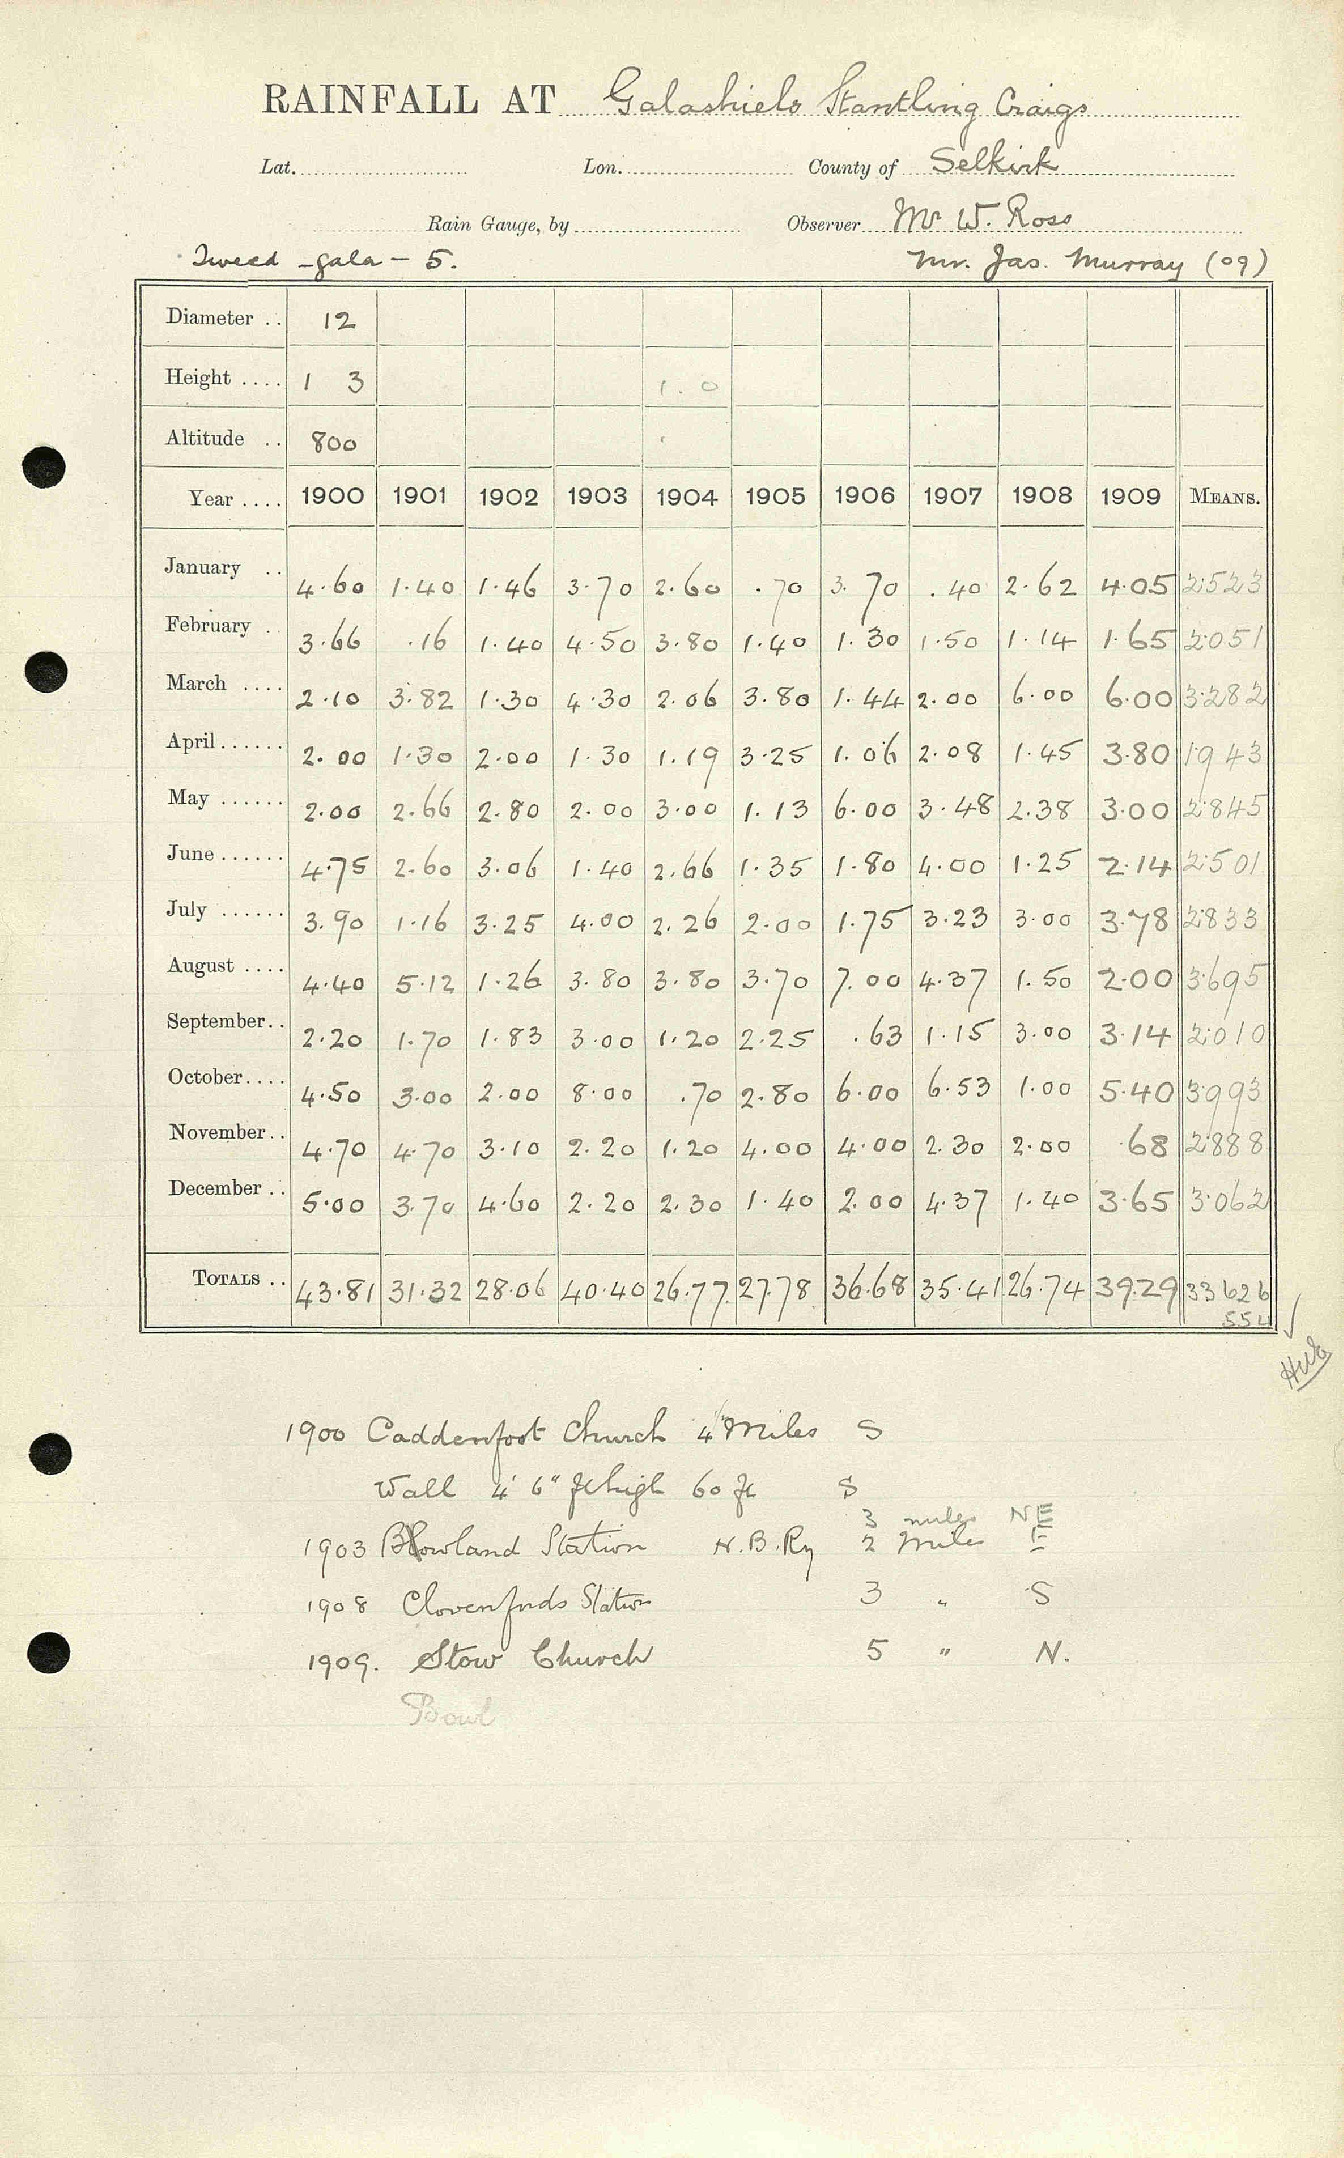 RAINFALL AT Galashiels Stantling Craigs
Lat. Lon. County of Selkirk
Rain Gauge, by Observer Mr W. Ross
Tweed - Gala - 5. Mr. Jas. Murray (09)
Diameter .. 12
Height .... 1 3 1.0
Altitude .. 800
Year .... 1900 1901 1902 1903 1904 1905 1906 1907 1908 1909 MEANS.
January .. 4.60 1.40 1.46 3.70 2.60 .70 3.70 .40 2.62 4.05 2.523
February . 3.66 .16 1.40 4.50 3.80 1.40 1.30 1.50 1.14 1.65 2.051
March .... 2.10 3.82 1.30 4.30 2.06 3.80 1.44 2.00 6.00 6.00 3.282
April...... 2.00 1.30 2.00 1.30 1.19 3.25 1.06 2.08 1.45 3.80 1.943
May ...... 2.00 2.66 2.80 2.00 3.00 1.13 6.00 3.48 2.38 3.00 2.845
June...... 4.75 2.60 3.06 1.40 2.66 1.35 1.80 4.00 1.25 2.14 2.501
July ...... 3.90 1.16 3.25 4.00 2.26 2.00 1.75 3.23 3.00 3.78 2.833
August .... 4.40 5.12 1.26 3.80 3.80 3.70 7.00 4.37 1.50 2.00 3.695
September.. 2.20 1.70 1.83 3.00 1.20 2.25 .63 1.15 3.00 3.14 2.010
October.... 4.50 3.00 2.00 8.00 .70 2.80 6.00 6.53 1.00 5.40 3.993
November.. 4.70 4.70 3.10 2.20 1.20 4.00 4.00 2.30 2.00 .68 2.888
December .. 5.00 3.70 4.60 2.20 2.30 1.40 2.00 4.37 1.40 3.65 3.062
TOTALS .. 43.81 31.32 28.06 40.40 26.77 27.78 36.68 35.41 26.74 39.29 33 626
1900 Caddenfoot Church 4 Miles S
Wall 4' 6" ft high 60 ft S
3 miles NE
1903 Bowland Station N.B.Ry 2 Miles E
1908 Clovenfords Station 3 " S
1909. Stow Church 5 " N.
Bowl